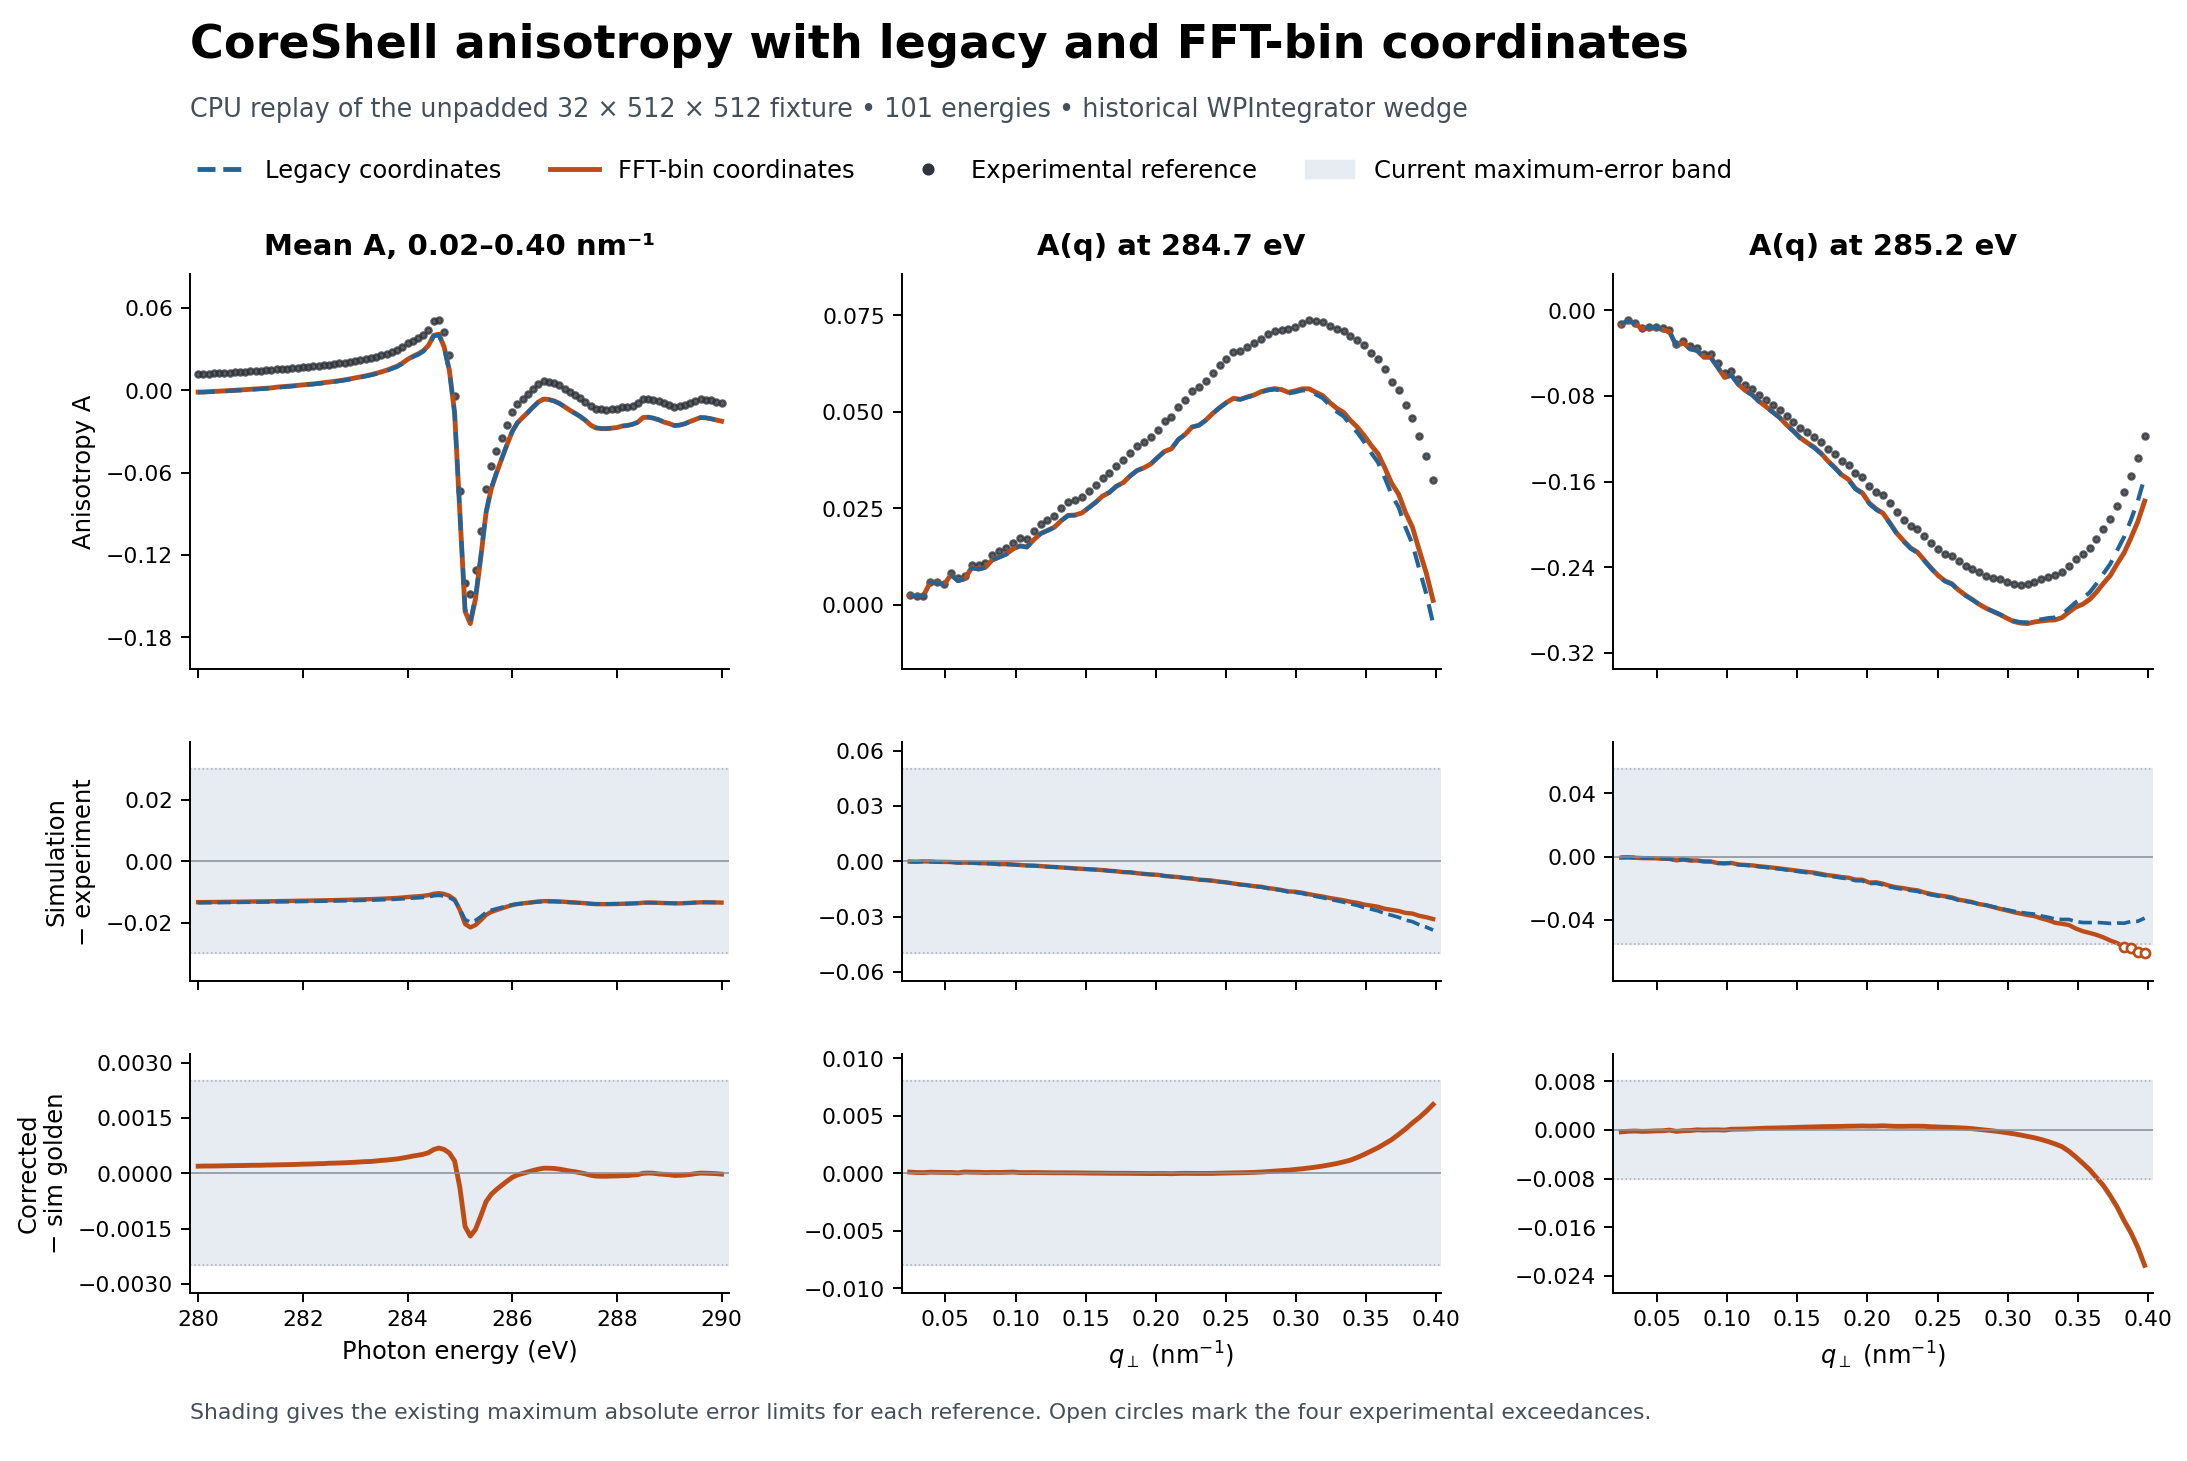 CoreShell anisotropy with legacy and FFT-bin coordinates
CPU replay of the unpadded 32 × 512 × 512 fixture • 101 energies • historical WPIntegrator wedge
Legacy coordinates
FFT-bin coordinates
Experimental reference
Current maximum-error band
Mean A, 0.02–0.40 nm⁻¹
A(q) at 284.7 eV
A(q) at 285.2 eV
Anisotropy A
0.06
0.00
−0.06
−0.12
−0.18
0.075
0.050
0.025
0.000
0.00
−0.08
−0.16
−0.24
−0.32
Simulation
− experiment
0.02
0.00
−0.02
0.06
0.03
0.00
−0.03
−0.06
0.04
0.00
−0.04
Corrected
− sim golden
0.0030
0.0015
0.0000
−0.0015
−0.0030
0.010
0.005
0.000
−0.005
−0.010
0.008
0.000
−0.008
−0.016
−0.024
280 282 284 286 288 290
0.05 0.10 0.15 0.20 0.25 0.30 0.35 0.40
0.05 0.10 0.15 0.20 0.25 0.30 0.35 0.40
Photon energy (eV)
q⊥ (nm⁻¹)
q⊥ (nm⁻¹)
Shading gives the existing maximum absolute error limits for each reference. Open circles mark the four experimental exceedances.